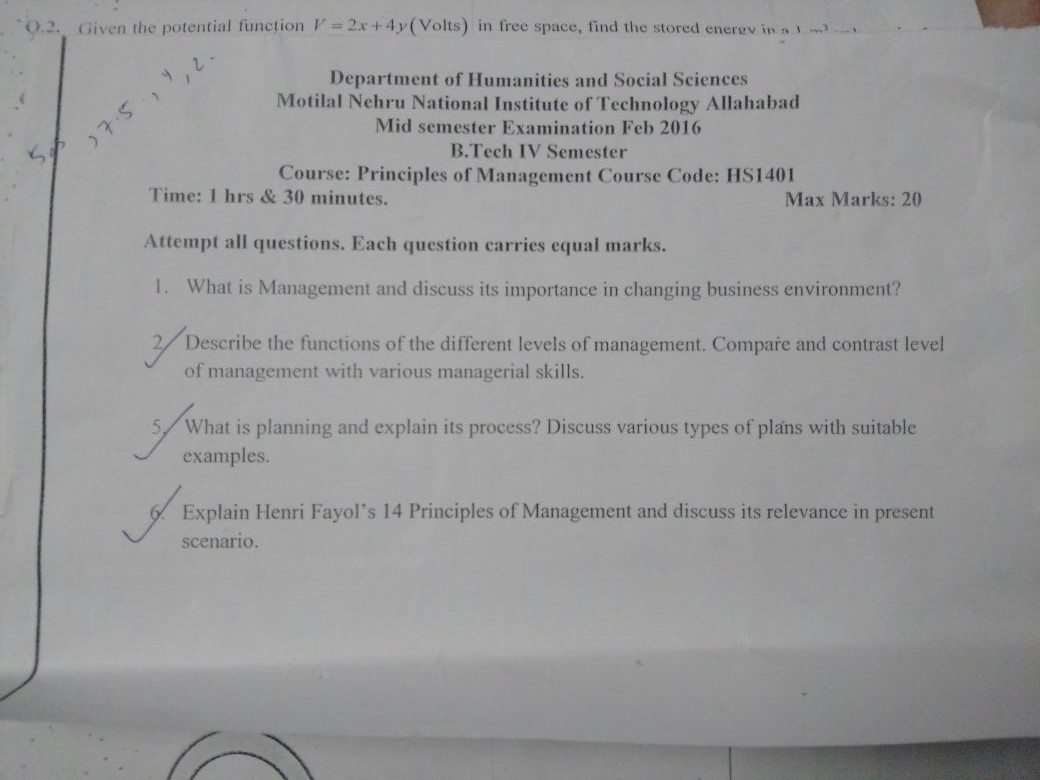 Q.2. Given the potential function V = 2x+4y(Volts) in free space, find the stored energy in a 1 m³
Department of Humanities and Social Sciences
Motilal Nehru National Institute of Technology Allahabad
Mid semester Examination Feb 2016
B.Tech IV Semester
Course: Principles of Management Course Code: HS1401
Time: 1 hrs & 30 minutes. Max Marks: 20
Attempt all questions. Each question carries equal marks.
1. What is Management and discuss its importance in changing business environment?
2. Describe the functions of the different levels of management. Compare and contrast level
of management with various managerial skills.
5. What is planning and explain its process? Discuss various types of plans with suitable
examples.
6. Explain Henri Fayol's 14 Principles of Management and discuss its relevance in present
scenario.